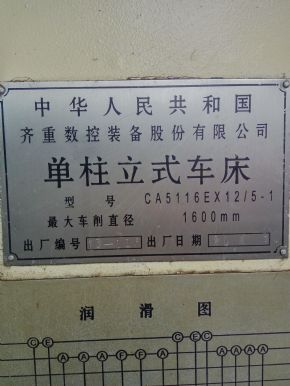 中华人民共和国
齐重数控装备股份有限公司
单柱立式车床
型号 CA5116EX12/5-1
最大车削直径 1600mm
出厂编号 出厂日期
润滑图
C E C E C
A A A F F A A A A A